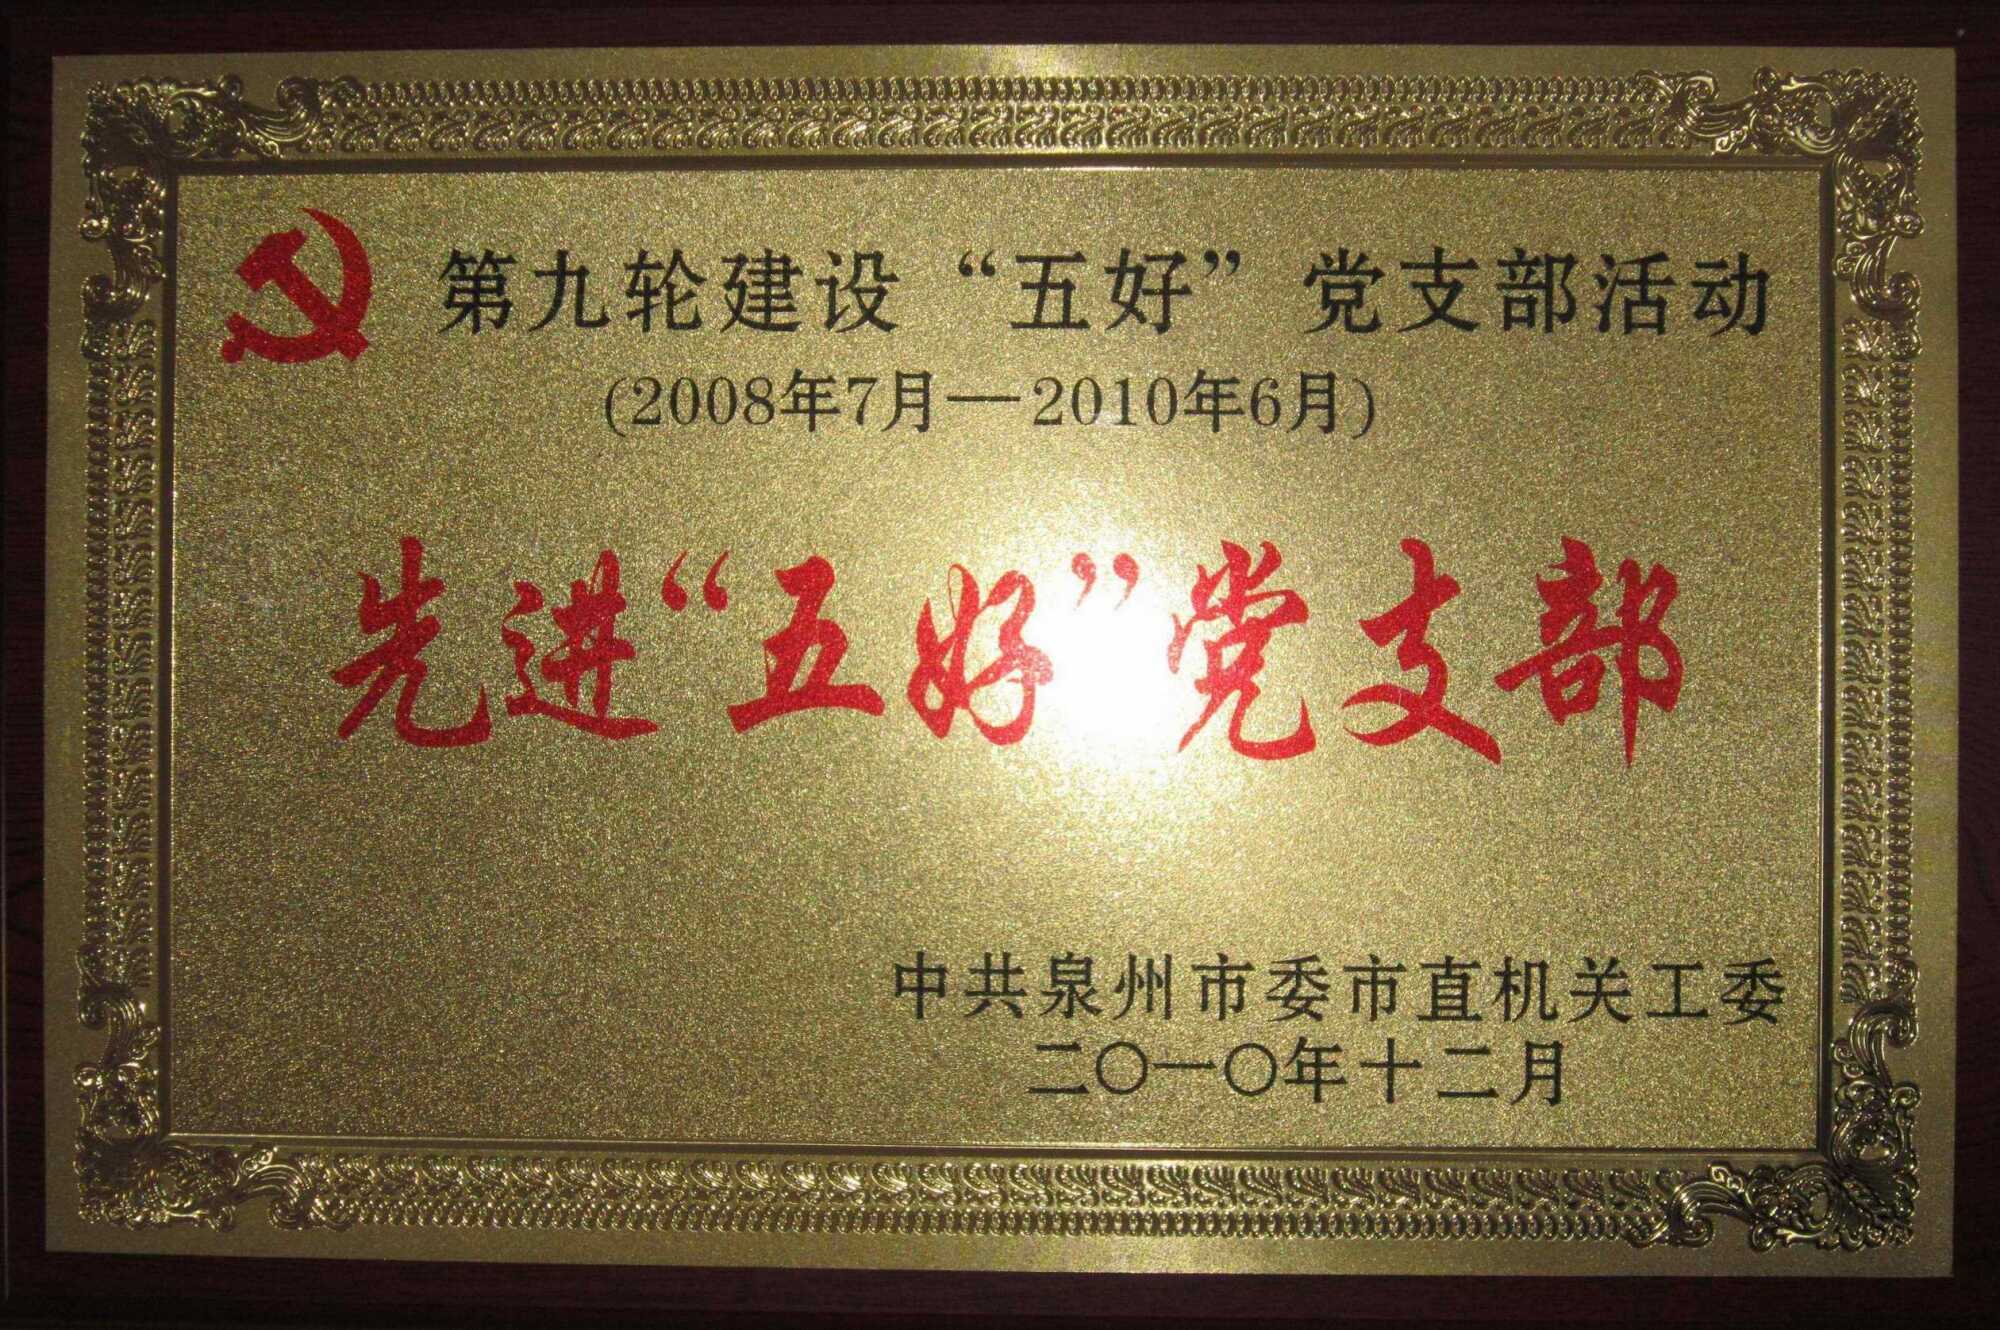 第九轮建设“五好”党支部活动
(2008年7月—2010年6月)
先进“五好”党支部
中共泉州市委市直机关工委
二〇一〇年十二月